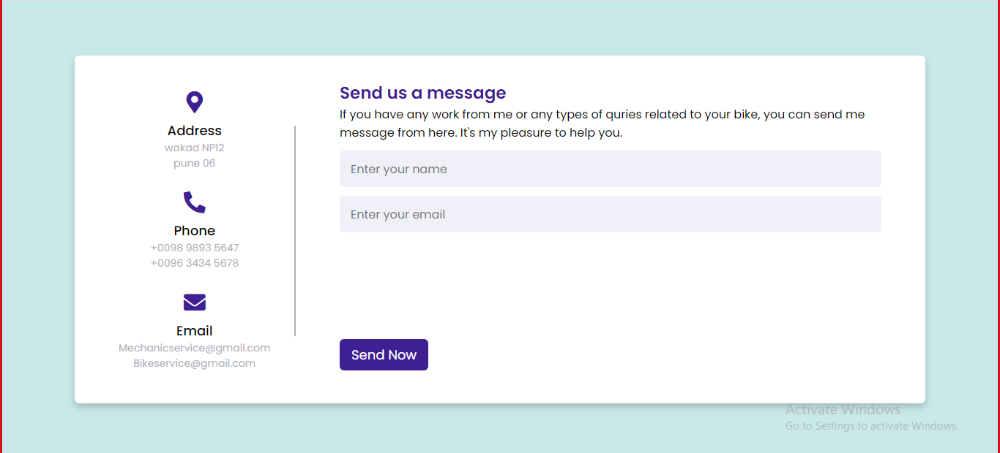 Address
wakad NP12
pune 06
Phone
+0098 9893 5647
+0096 3434 5678
Email
Mechanicservice@gmail.com
Bikeservice@gmail.com
Send us a message
If you have any work from me or any types of quries related to your bike, you can send me
message from here. It's my pleasure to help you.
Enter your name
Enter your email
Send Now
Activate Windows
Go to Settings to activate Windows.